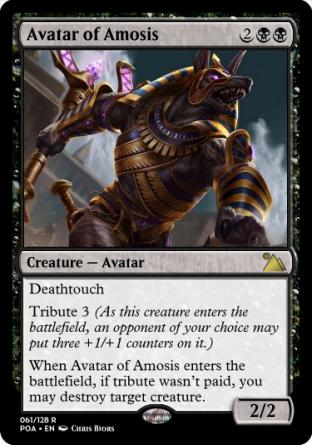 Avatar of Amosis 2
Creature — Avatar
Deathtouch
Tribute 3 (As this creature enters the
battlefield, an opponent of your choice may
put three +1/+1 counters on it.)
When Avatar of Amosis enters the
battlefield, if tribute wasn't paid, you
may destroy target creature.
2/2
061/128 R
POA • EN Chris Bjors